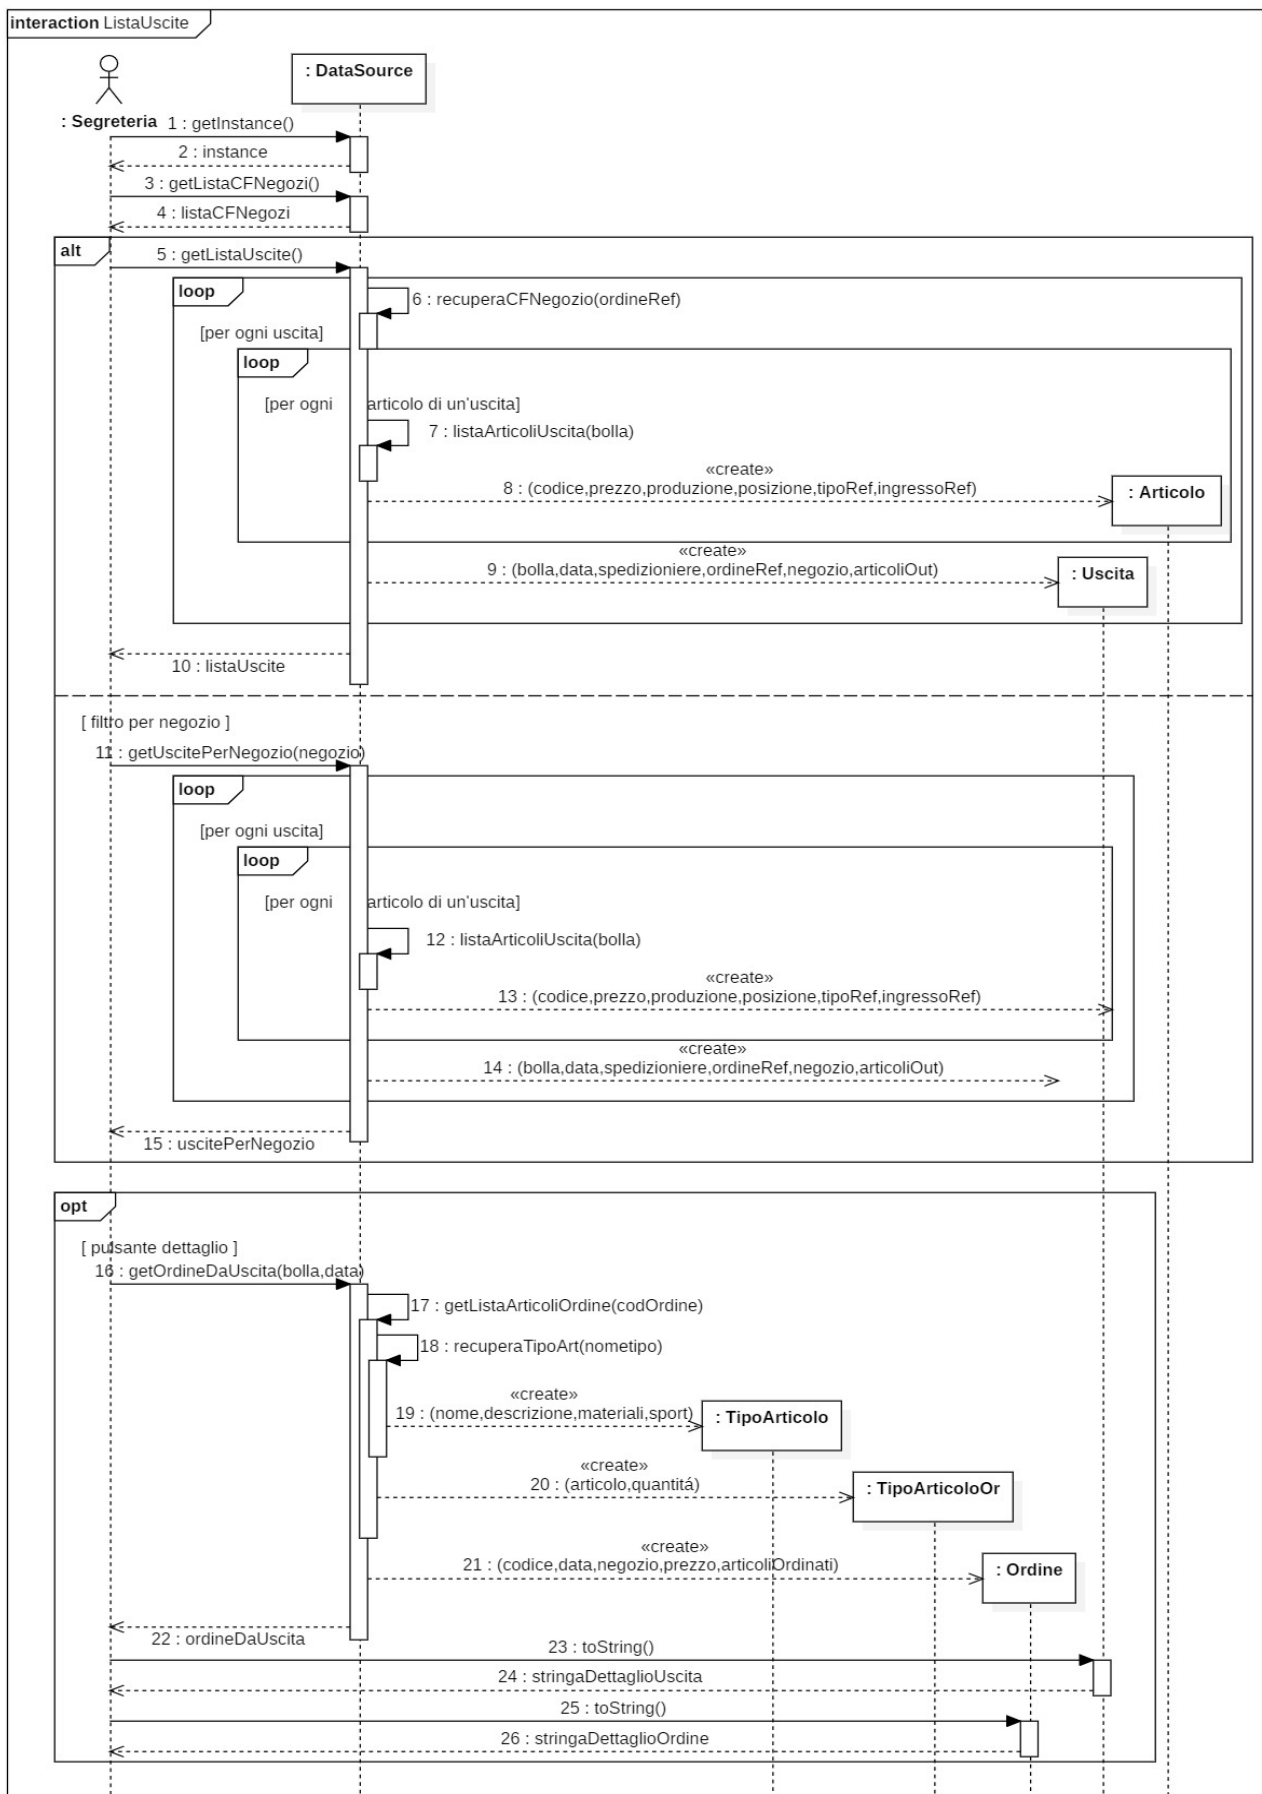 interaction ListaUscite
: DataSource
: Segreteria
1 : getInstance()
2 : instance
3 : getListaCFNegozi()
4 : listaCFNegozi
alt
5 : getListaUscite()
loop
6 : recuperaCFNegozio(ordineRef)
[per ogni uscita]
loop
[per ogni articolo di un'uscita]
7 : listaArticoliUscita(bolla)
«create»
8 : (codice,prezzo,produzione,posizione,tipoRef,ingressoRef)
: Articolo
«create»
9 : (bolla,data,spedizioniere,ordineRef,negozio,articoliOut)
: Uscita
10 : listaUscite
[ filtro per negozio ]
11 : getUscitePerNegozio(negozio)
loop
[per ogni uscita]
loop
[per ogni articolo di un'uscita]
12 : listaArticoliUscita(bolla)
«create»
13 : (codice,prezzo,produzione,posizione,tipoRef,ingressoRef)
«create»
14 : (bolla,data,spedizioniere,ordineRef,negozio,articoliOut)
15 : uscitePerNegozio
opt
[ pulsante dettaglio ]
16 : getOrdineDaUscita(bolla,data)
17 : getListaArticoliOrdine(codOrdine)
18 : recuperaTipoArt(nometipo)
«create»
19 : (nome,descrizione,materiali,sport)
: TipoArticolo
«create»
20 : (articolo,quantitá)
: TipoArticoloOr
«create»
21 : (codice,data,negozio,prezzo,articoliOrdinati)
: Ordine
22 : ordineDaUscita
23 : toString()
24 : stringaDettaglioUscita
25 : toString()
26 : stringaDettaglioOrdine